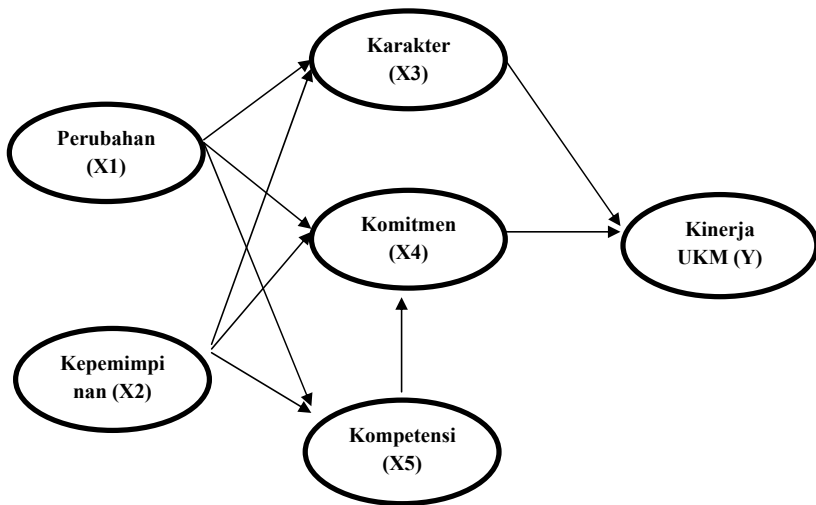 Karakter
(X3)
Perubahan
(X1)
Komitmen
(X4)
Kinerja
UKM (Y)
Kepemimpi
nan (X2)
Kompetensi
(X5)